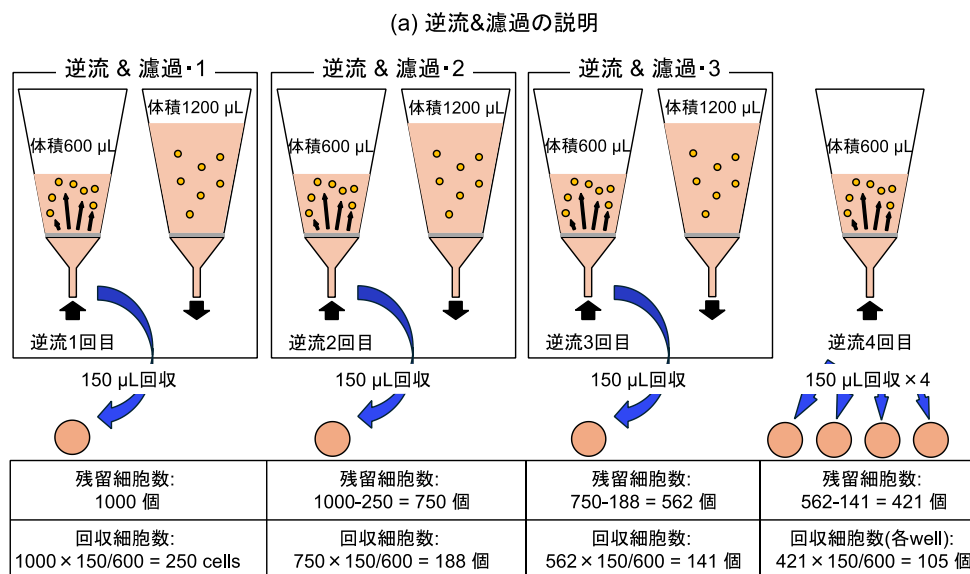 (a) 逆流&濾過の説明
逆流 & 濾過・1
体積600 µL
体積1200 µL
逆流1回目
150 µL回収
逆流 & 濾過・2
体積600 µL
体積1200 µL
逆流2回目
150 µL回収
逆流 & 濾過・3
体積600 µL
体積1200 µL
逆流3回目
150 µL回収
体積600 µL
逆流4回目
150 µL回収×4
残留細胞数:
1000 個
残留細胞数:
1000-250 = 750 個
残留細胞数:
750-188 = 562 個
残留細胞数:
562-141 = 421 個
回収細胞数:
1000×150/600 = 250 cells
回収細胞数:
750×150/600 = 188 個
回収細胞数:
562×150/600 = 141 個
回収細胞数(各well):
421×150/600 = 105 個